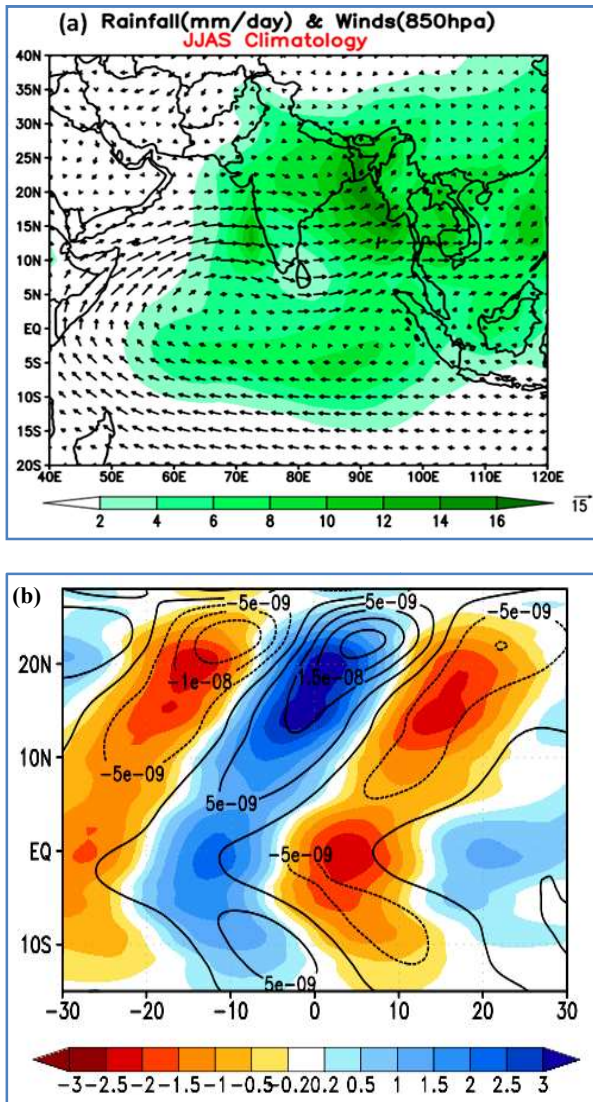 (a) Rainfall(mm/day) & Winds(850hpa)
JJAS Climatology
40N
35N
30N
25N
20N
15N
10N
5N
EQ
5S
10S
15S
20S
40E 50E 60E 70E 80E 90E 100E 110E 120E
2 4 6 8 10 12 14 16
15
(b)
-5e-09 5e-09 -5e-09
20N
-1e-08 1.5e-08
10N
-5e-09
5e-09
EQ
-5e-09
10S
5e-09
-30 -20 -10 0 10 20 30
-3 -2.5 -2 -1.5 -1 -0.5 -0.2 0.2 1 1.5 2 2.5 3